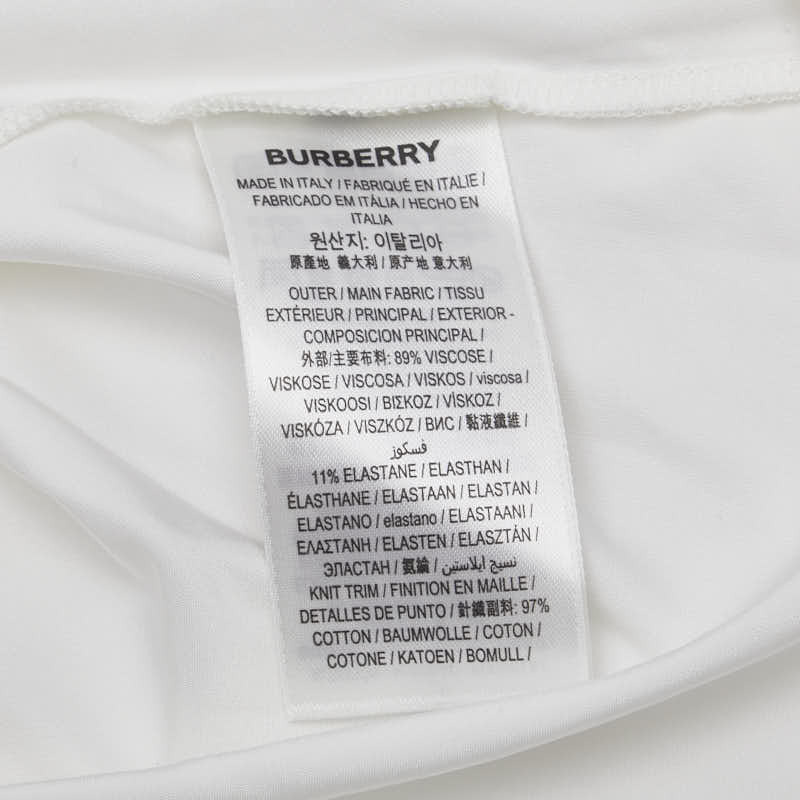 BURBERRY
MADE IN ITALY / FABRIQUÉ EN ITALIE /
FABRICADO EM ITÁLIA / HECHO EN
ITALIA
원산지: 이탈리아
原產地 義大利 / 原产地 意大利
OUTER / MAIN FABRIC / TISSU
EXTÉRIEUR / PRINCIPAL / EXTERIOR -
COMPOSICION PRINCIPAL /
外部/主要布料: 89% VISCOSE /
VISKOSE / VISCOSA / VISKOS / viscosa /
VISKOOSI / ΒΙΣΚΟΖ / VÌSKOZ /
VISKÓZA / VISZKÓZ / ВИС / 黏液纖維 /
فسكوز
11% ELASTANE / ELASTHAN /
ÉLASTHANE / ELASTAAN / ELASTAN /
ELASTANO / elastano / ELASTAANI /
ΕΛΑΣΤΑΝΗ / ELASTEN / ELASZTÁN /
ЭЛАСТАН / 氨綸 / نسيج ايلاستين /
KNIT TRIM / FINITION EN MAILLE /
DETALLES DE PUNTO / 針織副料: 97%
COTTON / BAUMWOLLE / COTON /
COTONE / KATOEN / BOMULL /